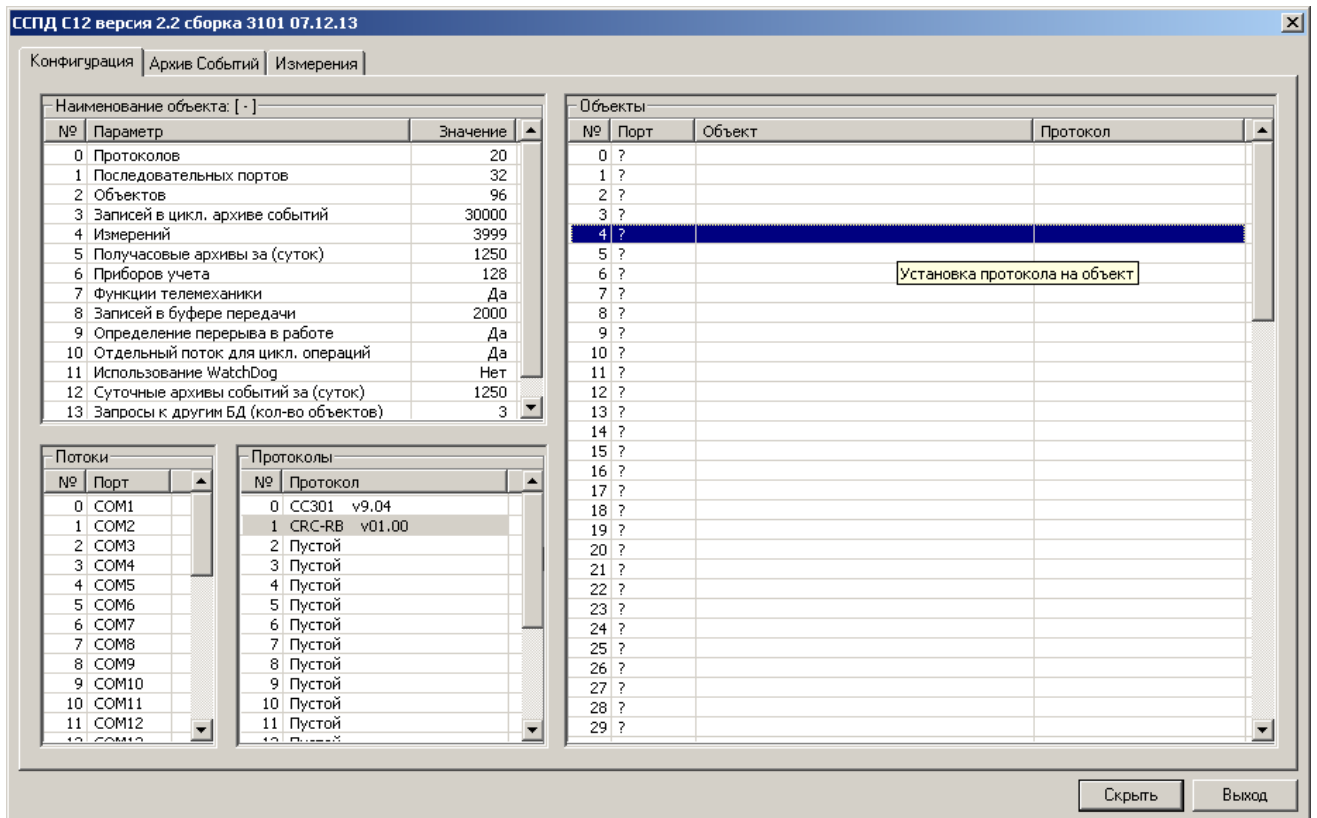 ССПД С12 версия 2.2 сборка 3101 07.12.13
Конфигурация Архив Событий Измерения
Наименование объекта: [ - ]
№ Параметр Значение
0 Протоколов 20
1 Последовательных портов 32
2 Объектов 96
3 Записей в цикл. архиве событий 30000
4 Измерений 3999
5 Получасовые архивы за (суток) 1250
6 Приборов учета 128
7 Функции телемеханики Да
8 Записей в буфере передачи 2000
9 Определение перерыва в работе Да
10 Отдельный поток для цикл. операций Да
11 Использование WatchDog Нет
12 Суточные архивы событий за (суток) 1250
13 Запросы к другим БД (кол-во объектов) 3
Потоки
№ Порт
0 COM1
1 COM2
2 COM3
3 COM4
4 COM5
5 COM6
6 COM7
7 COM8
8 COM9
9 COM10
10 COM11
11 COM12
12 COM13
Протоколы
№ Протокол
0 CC301 v9.04
1 CRC-RB v01.00
2 Пустой
3 Пустой
4 Пустой
5 Пустой
6 Пустой
7 Пустой
8 Пустой
9 Пустой
10 Пустой
11 Пустой
12 Пустой
Объекты
№ Порт Объект Протокол
0 ?
1 ?
2 ?
3 ?
4 ?
5 ?
6 ? Установка протокола на объект
7 ?
8 ?
9 ?
10 ?
11 ?
12 ?
13 ?
14 ?
15 ?
16 ?
17 ?
18 ?
19 ?
20 ?
21 ?
22 ?
23 ?
24 ?
25 ?
26 ?
27 ?
28 ?
29 ?
Скрыть Выход